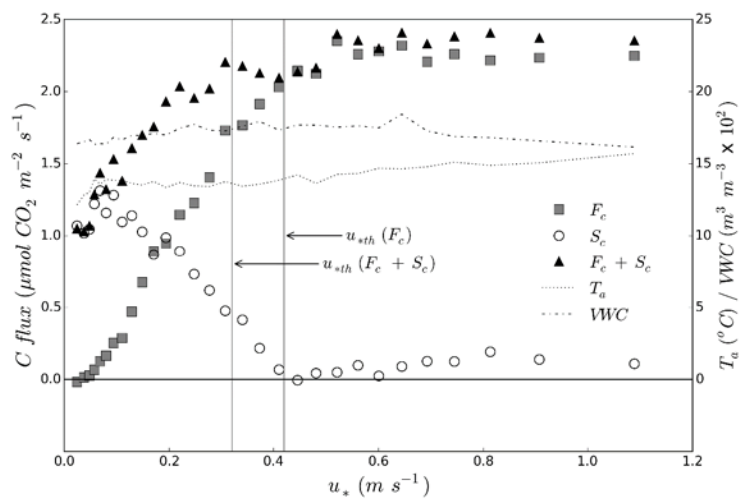 2.5
2.0
1.5
1.0
0.5
0.0
C flux (μmol CO₂ m⁻² s⁻¹)
25
20
15
10
5
0
Tₐ (°C) / VWC (m³ m⁻³ × 10²)
u*th (Fc)
u*th (Fc + Sc)
Fc
Sc
Fc + Sc
Tₐ
VWC
0.0 0.2 0.4 0.6 0.8 1.0 1.2
u* (m s⁻¹)